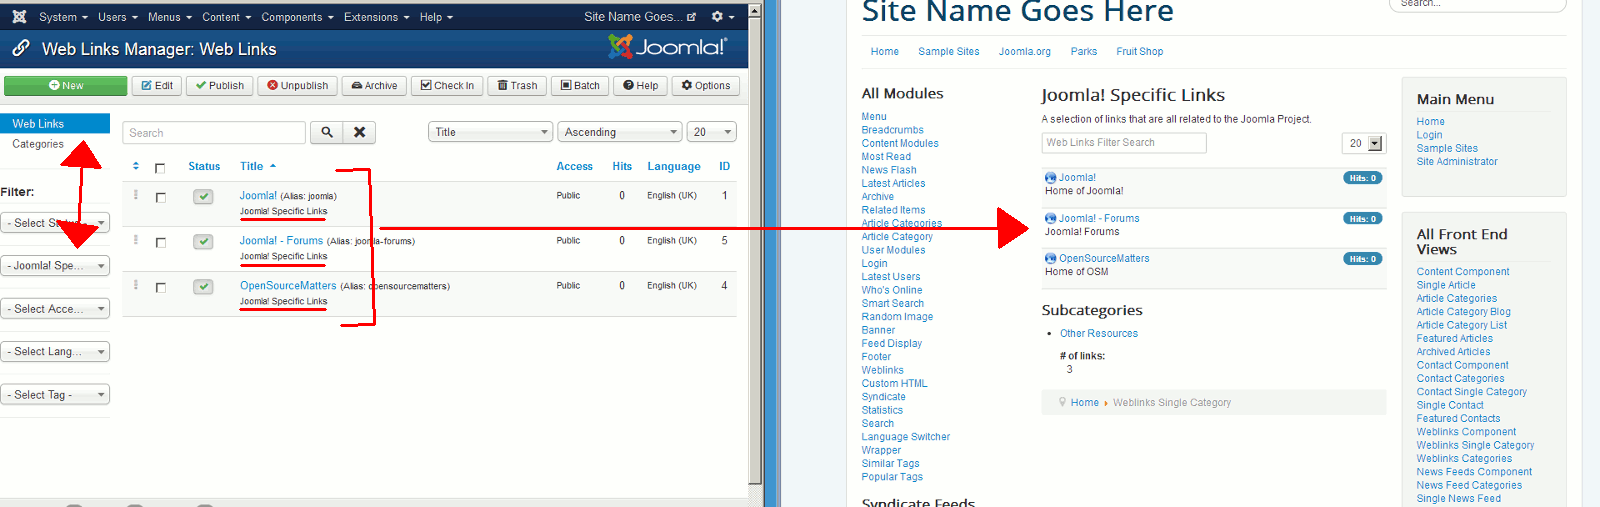 System Users Menus Content Components Extensions Help Site Name Goes...
Web Links Manager: Web Links Joomla!
New Edit Publish Unpublish Archive Check In Trash Batch Help Options
Web Links
Categories
Search Title Ascending 20
Status Title Access Hits Language ID
Joomla! (Alias: joomla) Public 0 English (UK) 1
Joomla! Specific Links
Joomla! - Forums (Alias: joomla-forums) Public 0 English (UK) 5
Joomla! Specific Links
OpenSourceMatters (Alias: opensourcematters) Public 0 English (UK) 4
Joomla! Specific Links
Filter:
- Select Status -
- Joomla! Spe...
- Select Acce...
- Select Lang...
- Select Tag -
Site Name Goes Here
Search...
Home Sample Sites Joomla.org Parks Fruit Shop
All Modules
Menu
Breadcrumbs
Content Modules
Most Read
News Flash
Latest Articles
Archive
Related Items
Article Categories
Article Category
User Modules
Login
Latest Users
Who's Online
Smart Search
Random Image
Banner
Feed Display
Footer
Weblinks
Custom HTML
Syndicate
Statistics
Search
Language Switcher
Wrapper
Similar Tags
Popular Tags
Syndicate Feeds
Joomla! Specific Links
A selection of links that are all related to the Joomla Project.
Web Links Filter Search 20
Joomla! Hits: 0
Home of Joomla!
Joomla! - Forums Hits: 0
Joomla! Forums
OpenSourceMatters Hits: 0
Home of OSM
Subcategories
Other Resources
# of links:
3
Home Weblinks Single Category
Main Menu
Home
Login
Sample Sites
Site Administrator
All Front End
Views
Content Component
Single Article
Article Categories
Article Category Blog
Article Category List
Featured Articles
Archived Articles
Contact Component
Contact Categories
Contact Single Category
Single Contact
Featured Contacts
Weblinks Component
Weblinks Single Category
Weblinks Categories
News Feeds Component
News Feed Categories
Single News Feed